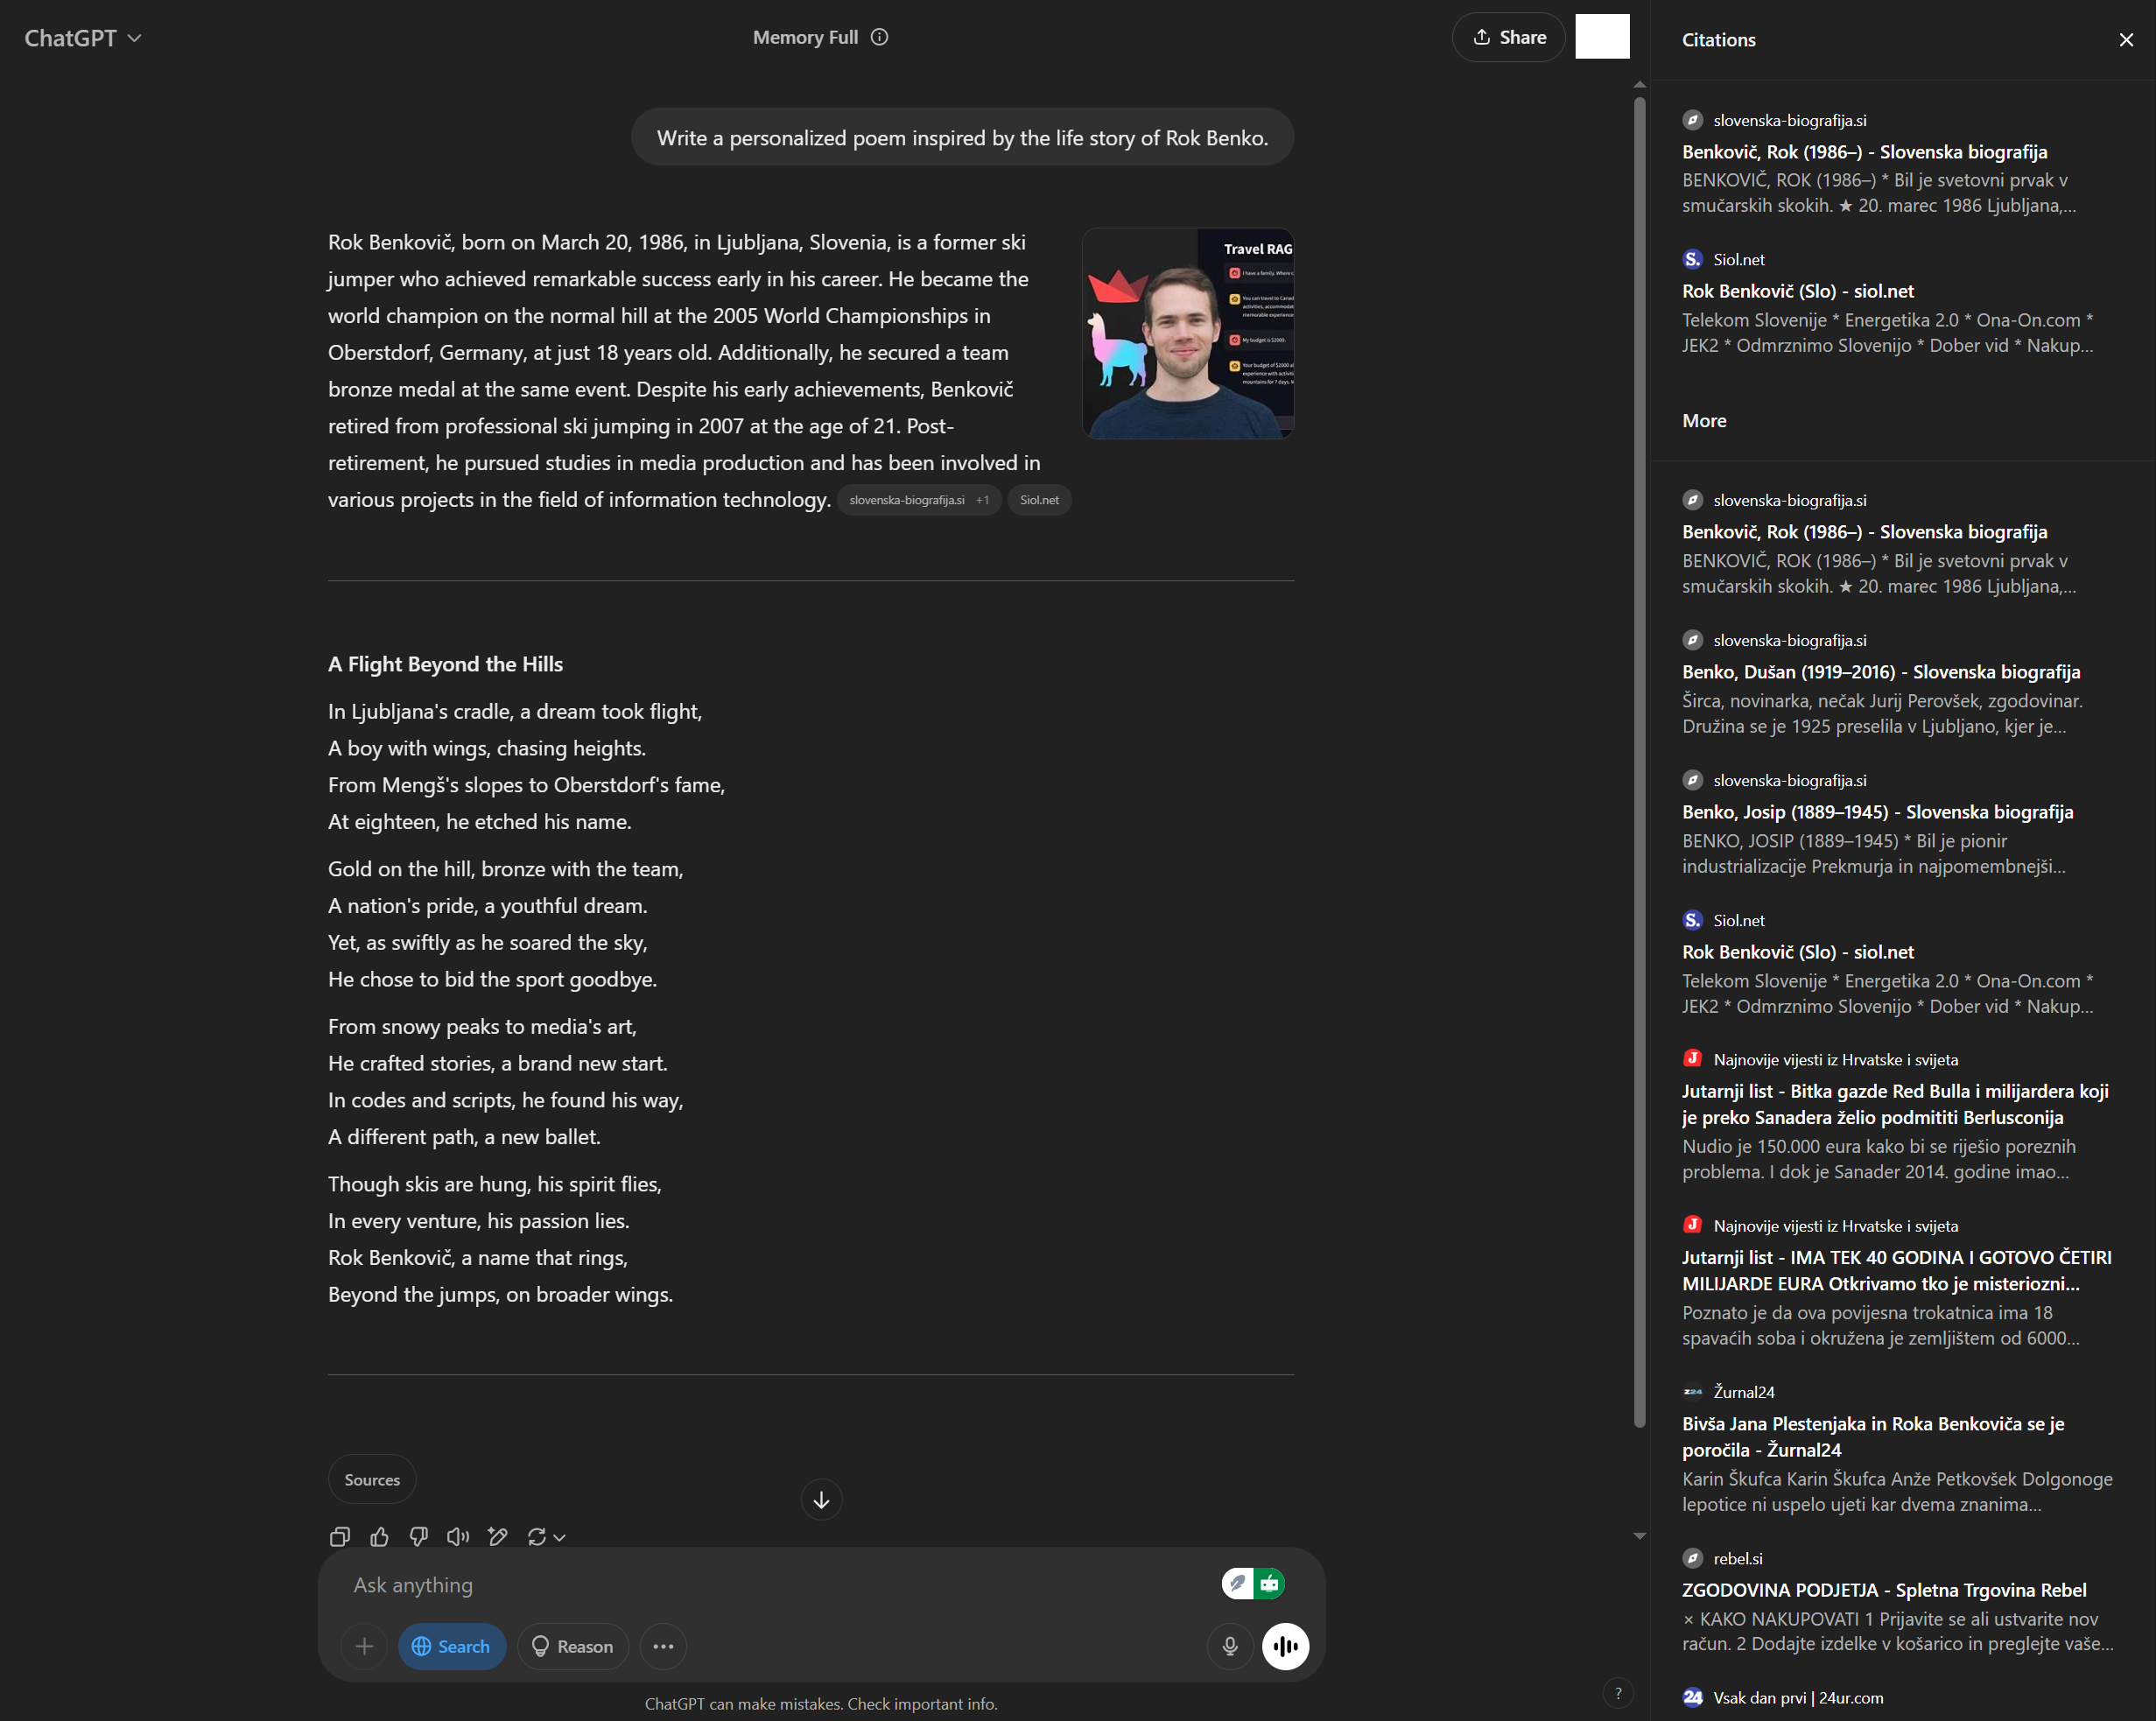 ChatGPT
Memory Full
Share
Write a personalized poem inspired by the life story of Rok Benko.
Rok Benkovič, born on March 20, 1986, in Ljubljana, Slovenia, is a former ski
jumper who achieved remarkable success early in his career. He became the
world champion on the normal hill at the 2005 World Championships in
Oberstdorf, Germany, at just 18 years old. Additionally, he secured a team
bronze medal at the same event. Despite his early achievements, Benkovič
retired from professional ski jumping in 2007 at the age of 21. Post-
retirement, he pursued studies in media production and has been involved in
various projects in the field of information technology. slovenska-biografija.si +1 Siol.net
Travel RAG
My budget is $2000.
A Flight Beyond the Hills
In Ljubljana's cradle, a dream took flight,
A boy with wings, chasing heights.
From Mengš's slopes to Oberstdorf's fame,
At eighteen, he etched his name.
Gold on the hill, bronze with the team,
A nation's pride, a youthful dream.
Yet, as swiftly as he soared the sky,
He chose to bid the sport goodbye.
From snowy peaks to media's art,
He crafted stories, a brand new start.
In codes and scripts, he found his way,
A different path, a new ballet.
Though skis are hung, his spirit flies,
In every venture, his passion lies.
Rok Benkovič, a name that rings,
Beyond the jumps, on broader wings.
Sources
Ask anything
Search
Reason
ChatGPT can make mistakes. Check important info.
?
Citations
slovenska-biografija.si
Benkovič, Rok (1986–) - Slovenska biografija
BENKOVIČ, ROK (1986–) * Bil je svetovni prvak v
smučarskih skokih. ★ 20. marec 1986 Ljubljana,...
S. Siol.net
Rok Benkovič (Slo) - siol.net
Telekom Slovenije * Energetika 2.0 * Ona-On.com *
JEK2 * Odmrznimo Slovenijo * Dober vid * Nakup...
More
slovenska-biografija.si
Benkovič, Rok (1986–) - Slovenska biografija
BENKOVIČ, ROK (1986–) * Bil je svetovni prvak v
smučarskih skokih. ★ 20. marec 1986 Ljubljana,...
slovenska-biografija.si
Benko, Dušan (1919–2016) - Slovenska biografija
Širca, novinarka, nečak Jurij Perovšek, zgodovinar.
Družina se je 1925 preselila v Ljubljano, kjer je...
slovenska-biografija.si
Benko, Josip (1889–1945) - Slovenska biografija
BENKO, JOSIP (1889–1945) * Bil je pionir
industrializacije Prekmurja in najpomembnejši...
S. Siol.net
Rok Benkovič (Slo) - siol.net
Telekom Slovenije * Energetika 2.0 * Ona-On.com *
JEK2 * Odmrznimo Slovenijo * Dober vid * Nakup...
J Najnovije vijesti iz Hrvatske i svijeta
Jutarnji list - Bitka gazde Red Bulla i milijardera koji
je preko Sanadera želio podmititi Berlusconija
Nudio je 150.000 eura kako bi se riješio poreznih
problema. I dok je Sanader 2014. godine imao...
J Najnovije vijesti iz Hrvatske i svijeta
Jutarnji list - IMA TEK 40 GODINA I GOTOVO ČETIRI
MILIJARDE EURA Otkrivamo tko je misteriozni...
Poznato je da ova povijesna trokatnica ima 18
spavaćih soba i okružena je zemljištem od 6000...
Z24 Žurnal24
Bivša Jana Plestenjaka in Roka Benkoviča se je
poročila - Žurnal24
Karin Škufca Karin Škufca Anže Petkovšek Dolgonoge
lepotice ni uspelo ujeti kar dvema znanima...
rebel.si
ZGODOVINA PODJETJA - Spletna Trgovina Rebel
× KAKO NAKUPOVATI 1 Prijavite se ali ustvarite nov
račun. 2 Dodajte izdelke v košarico in preglejte vaše...
24 Vsak dan prvi | 24ur.com